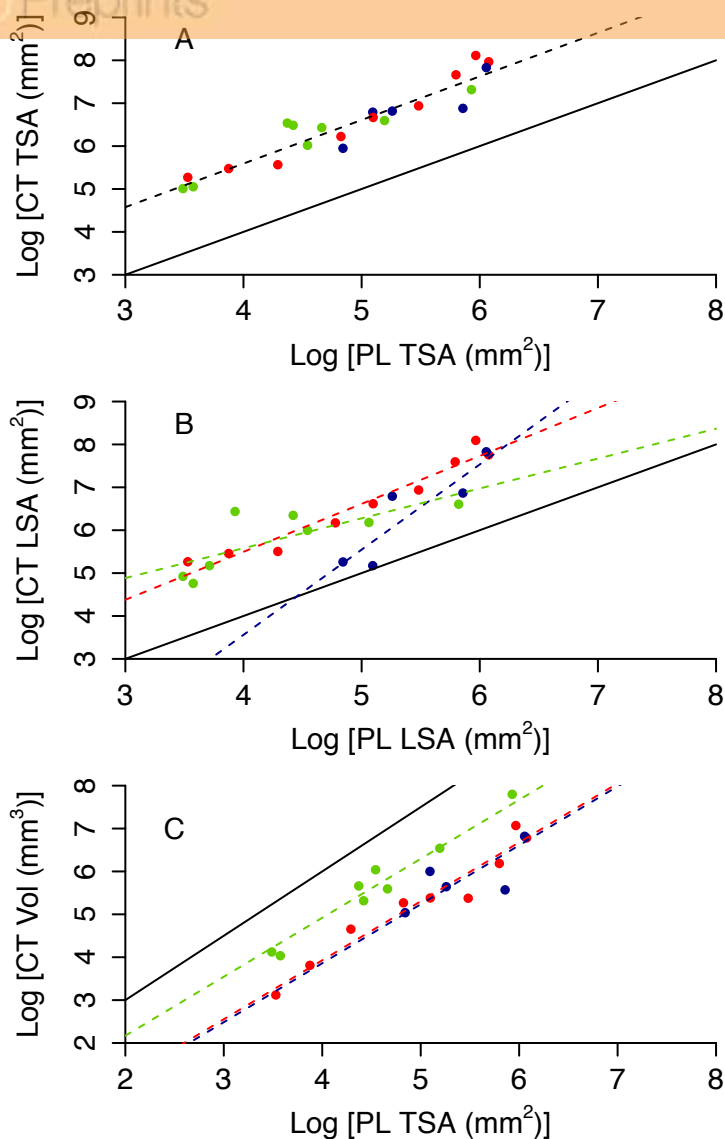 Preprints
A
Log [CT TSA (mm²)]
9
8
7
6
5
4
3
3 4 5 6 7 8
Log [PL TSA (mm²)]
B
Log [CT LSA (mm²)]
9
8
7
6
5
4
3
3 4 5 6 7 8
Log [PL LSA (mm²)]
C
Log [CT Vol (mm³)]
8
7
6
5
4
3
2
2 3 4 5 6 7 8
Log [PL TSA (mm²)]